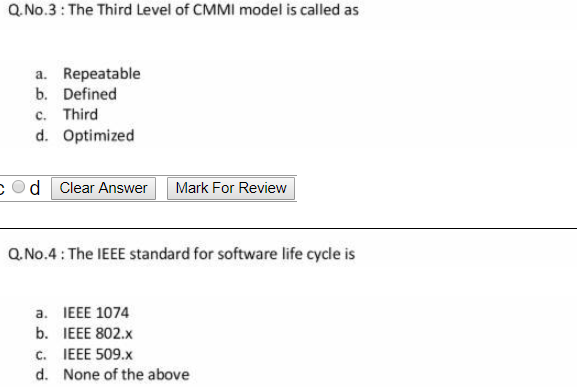 Q.No.3 : The Third Level of CMMI model is called as
a. Repeatable
b. Defined
c. Third
d. Optimized
c d Clear Answer Mark For Review
Q.No.4 : The IEEE standard for software life cycle is
a. IEEE 1074
b. IEEE 802.x
c. IEEE 509.x
d. None of the above